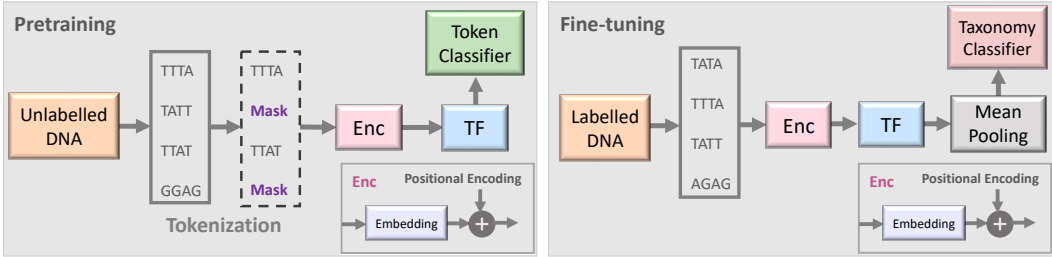 Pretraining
Unlabelled
DNA
TTTA
TATT
TTAT
GGAG
TTTA
Mask
TTAT
Mask
Tokenization
Enc
TF
Token
Classifier
Enc
Positional Encoding
Embedding
+
Fine-tuning
Labelled
DNA
TATA
TTTA
TATT
AGAG
Enc
TF
Mean
Pooling
Taxonomy
Classifier
Enc
Positional Encoding
Embedding
+